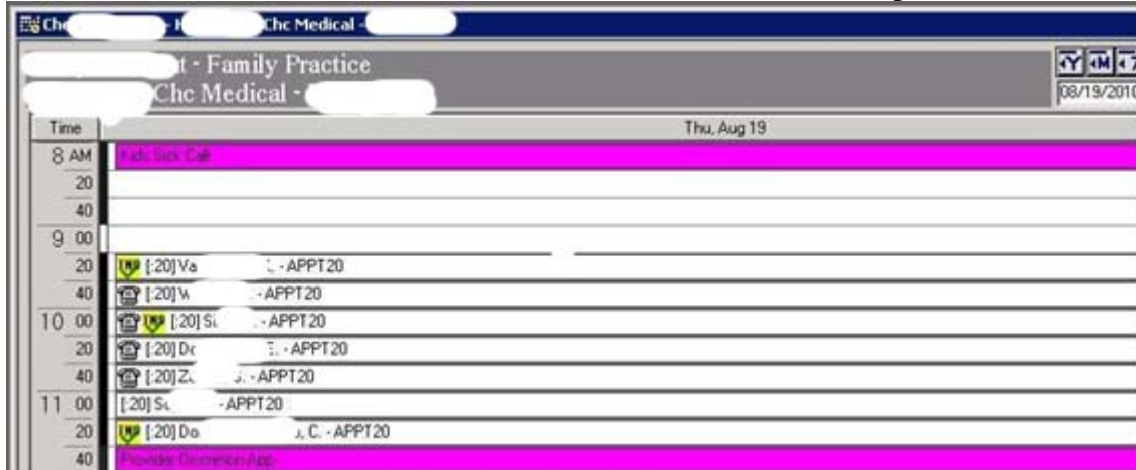 Chc Medical -
- Family Practice
Chc Medical -
08/19/2010
Time Thu, Aug 19
8 AM Kids Sick Call
20
40
9 00
20 [:20] Va - APPT20
40 [:20] - APPT20
10 00 [:20] - APPT20
20 [:20] - APPT20
40 [:20] - APPT20
11 00 [:20] - APPT20
20 [:20] Do , C. - APPT20
40 Provider Discretion App